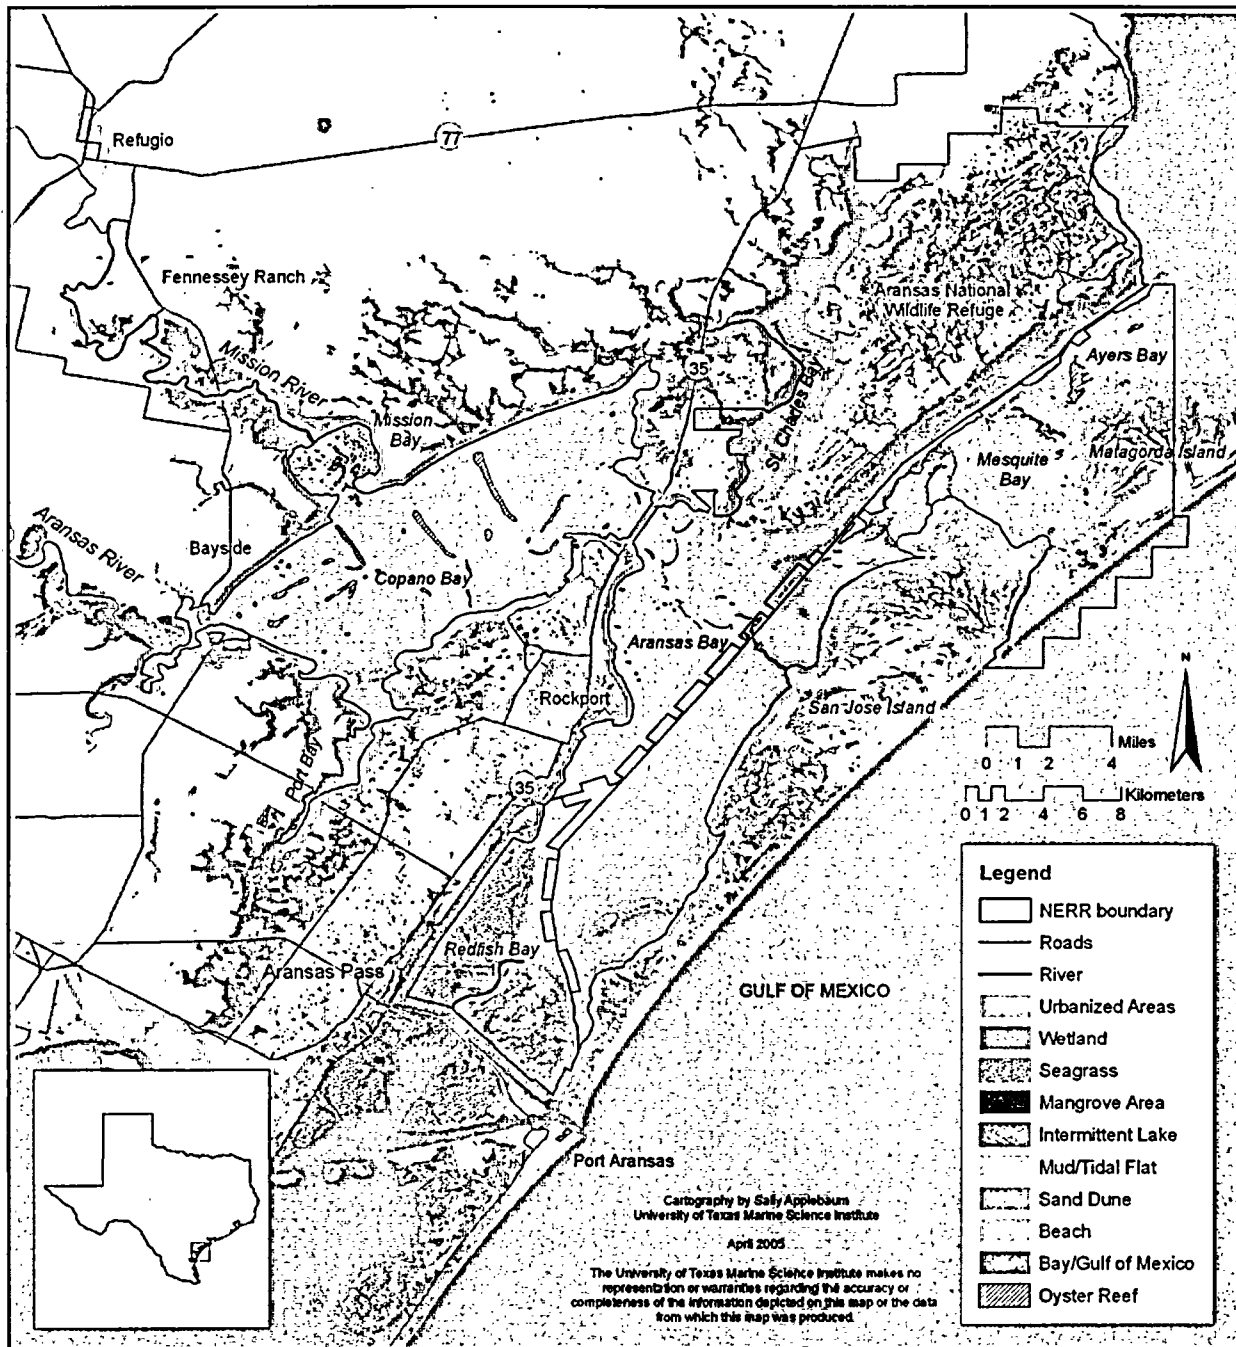 Refugio
77
Fennessey Ranch
Aransas National
Wildlife Refuge
Mission River
Ayers Bay
35
St. Charles Bay
Mission
Bay
Matagorda Island
Mesquite
Bay
Aransas River
Bayside
Copano Bay
Aransas Bay
Rockport
San Jose Island
N
0 1 2 4 Miles
Port Bay
35
Kilometers
0 1 2 4 6 8
Legend
NERR boundary
Roads
River
Urbanized Areas
Wetland
Seagrass
Mangrove Area
Intermittent Lake
Mud/Tidal Flat
Sand Dune
Beach
Bay/Gulf of Mexico
Oyster Reef
Redfish Bay
Aransas Pass
GULF OF MEXICO
Port Aransas
Cartography by Sally Applebaum
University of Texas Marine Science Institute
April 2005
The University of Texas Marine Science Institute makes no
representation or warranties regarding the accuracy or
completeness of the information depicted on this map or the data
from which this map was produced.